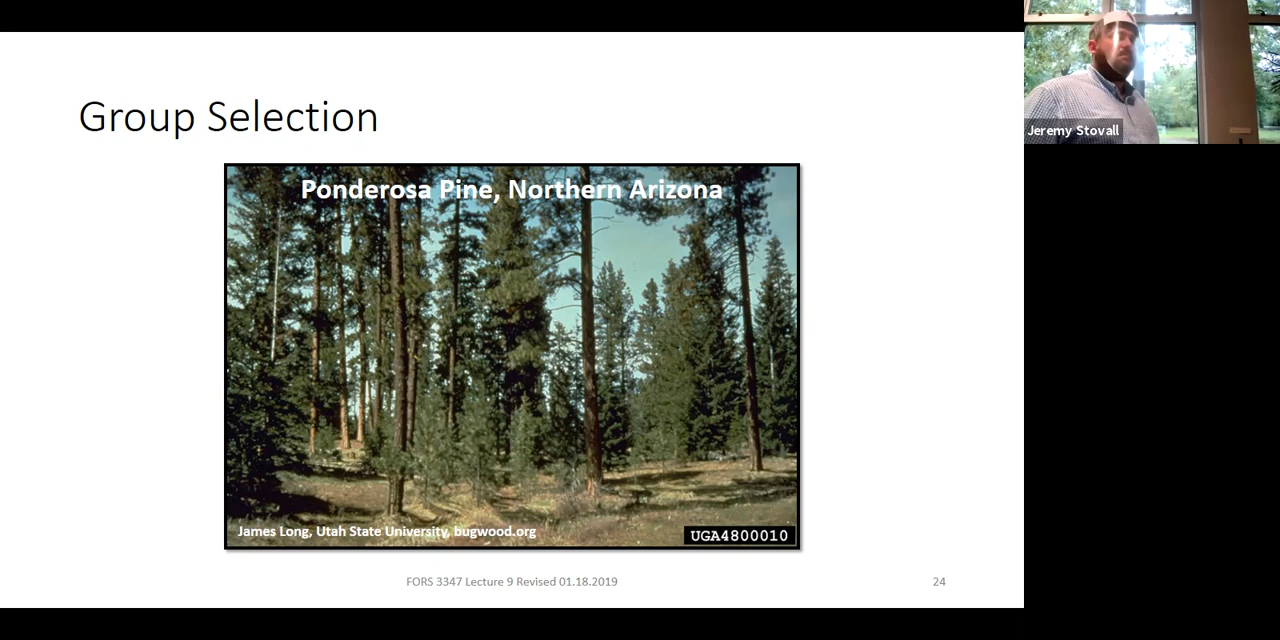 Group Selection
Ponderosa Pine, Northern Arizona
James Long, Utah State University, bugwood.org
UGA4800010
FORS 3347 Lecture 9 Revised 01.18.2019
24
Jeremy Stovall